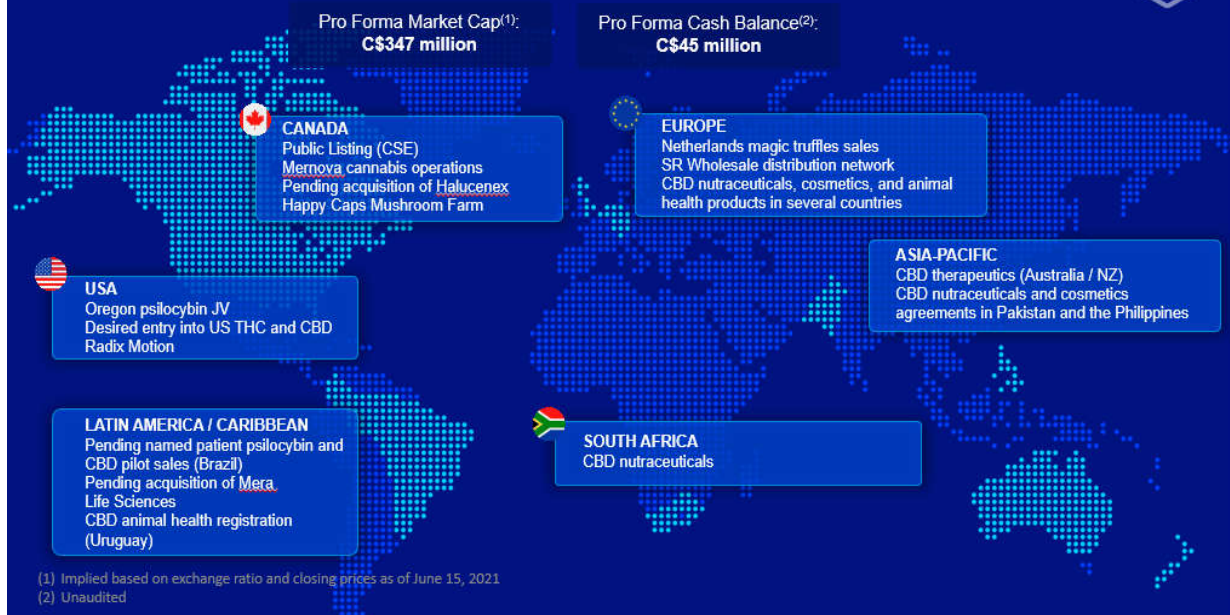 Pro Forma Market Cap(1):
C$347 million
Pro Forma Cash Balance(2):
C$45 million
CANADA
Public Listing (CSE)
Mernova cannabis operations
Pending acquisition of Halucenex
Happy Caps Mushroom Farm
EUROPE
Netherlands magic truffles sales
SR Wholesale distribution network
CBD nutraceuticals, cosmetics, and animal
health products in several countries
ASIA-PACIFIC
CBD therapeutics (Australia / NZ)
CBD nutraceuticals and cosmetics
agreements in Pakistan and the Philippines
USA
Oregon psilocybin JV
Desired entry into US THC and CBD
Radix Motion
LATIN AMERICA / CARIBBEAN
Pending named patient psilocybin and
CBD pilot sales (Brazil)
Pending acquisition of Mera
Life Sciences
CBD animal health registration
(Uruguay)
SOUTH AFRICA
CBD nutraceuticals
(1) Implied based on exchange ratio and closing prices as of June 15, 2021
(2) Unaudited